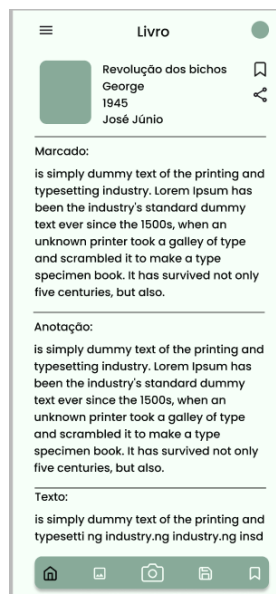 Livro
Revolução dos bichos
George
1945
José Júnio
Marcado:
is simply dummy text of the printing and
typesetting industry. Lorem Ipsum has
been the industry's standard dummy
text ever since the 1500s, when an
unknown printer took a galley of type
and scrambled it to make a type
specimen book. It has survived not only
five centuries, but also.
Anotação:
is simply dummy text of the printing and
typesetting industry. Lorem Ipsum has
been the industry's standard dummy
text ever since the 1500s, when an
unknown printer took a galley of type
and scrambled it to make a type
specimen book. It has survived not only
five centuries, but also.
Texto:
is simply dummy text of the printing and
typesetti ng industry.ng industry.ng insd